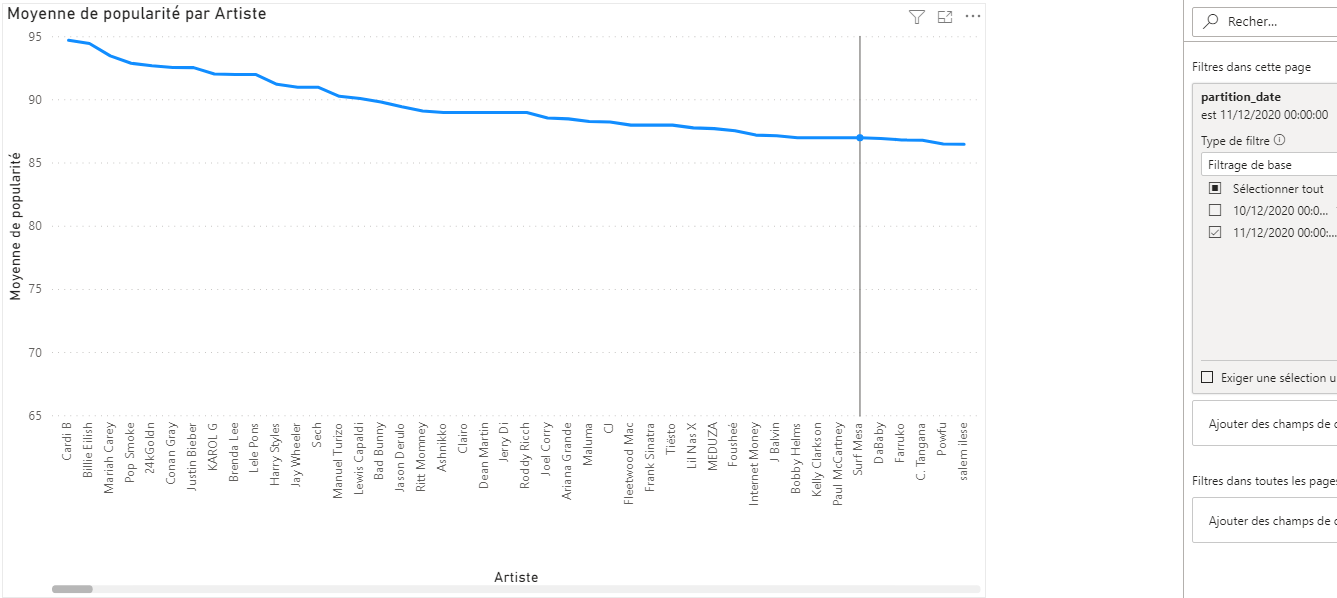 Moyenne de popularité par Artiste
Moyenne de popularité
95
90
85
80
75
70
65
Cardi B
Billie Eilish
Mariah Carey
Pop Smoke
24kGoldn
Conan Gray
Justin Bieber
KAROL G
Brenda Lee
Lele Pons
Harry Styles
Jay Wheeler
Sech
Manuel Turizo
Lewis Capaldi
Bad Bunny
Jason Derulo
Ritt Momney
Ashnikko
Clairo
Dean Martin
Jerry Di
Roddy Ricch
Joel Corry
Ariana Grande
Maluma
CJ
Fleetwood Mac
Frank Sinatra
Tiësto
Lil Nas X
MEDUZA
Fousheé
Internet Money
J Balvin
Bobby Helms
Kelly Clarkson
Paul McCartney
Surf Mesa
DaBaby
Farruko
C. Tangana
Powfu
salem ilese
Artiste
Recher...
Filtres dans cette page
partition_date
est 11/12/2020 00:00:00
Type de filtre
Filtrage de base
Sélectionner tout
10/12/2020 00:0...
11/12/2020 00:00:...
Exiger une sélection u
Ajouter des champs de d
Filtres dans toutes les pages
Ajouter des champs de d